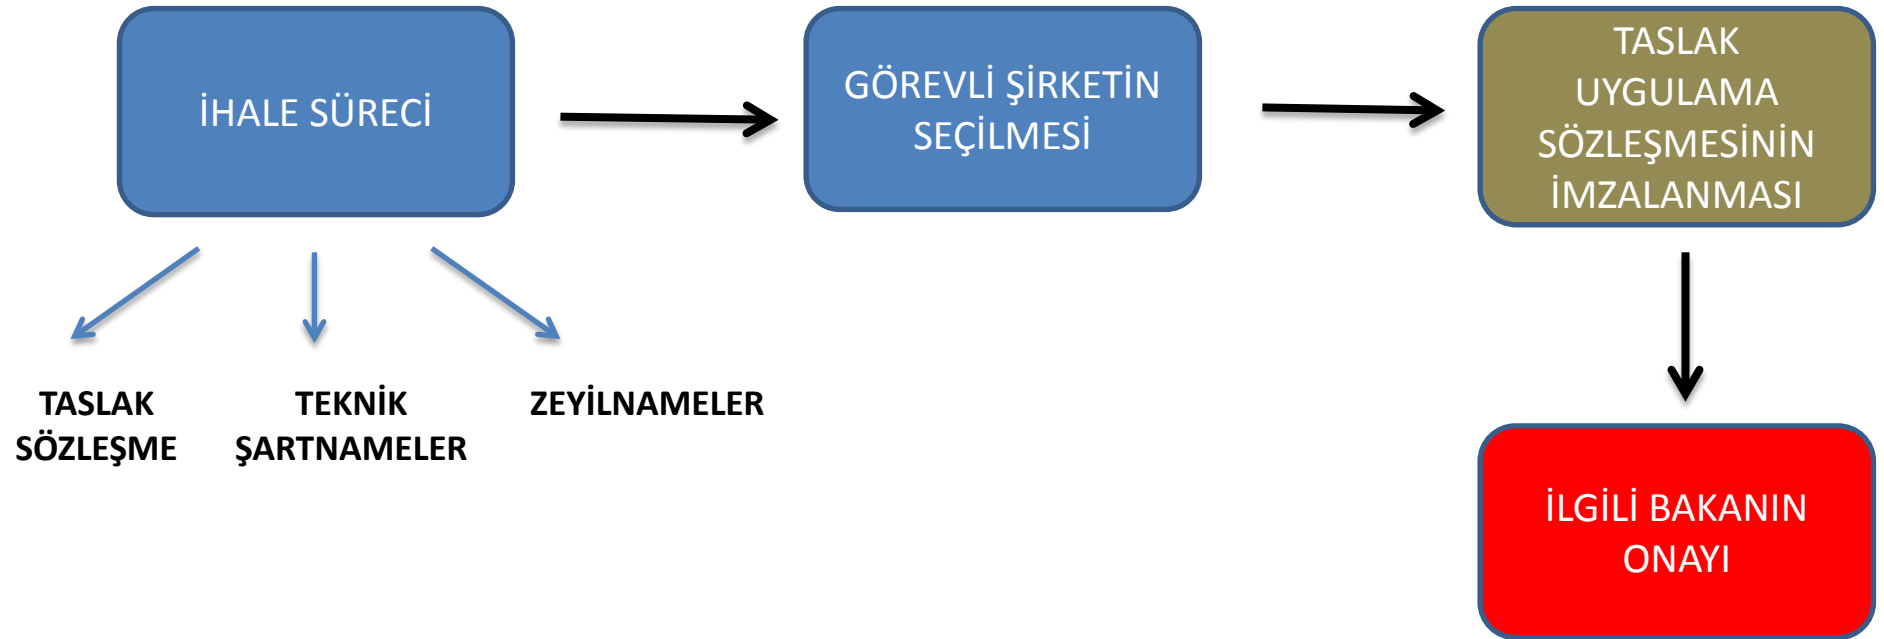 İHALE SÜRECİ
GÖREVLİ ŞİRKETİN
SEÇİLMESİ
TASLAK
UYGULAMA
SÖZLEŞMESİNİN
İMZALANMASI
TASLAK
SÖZLEŞME
TEKNİK
ŞARTNAMELER
ZEYİLNAMELER
İLGİLİ BAKANIN
ONAYI